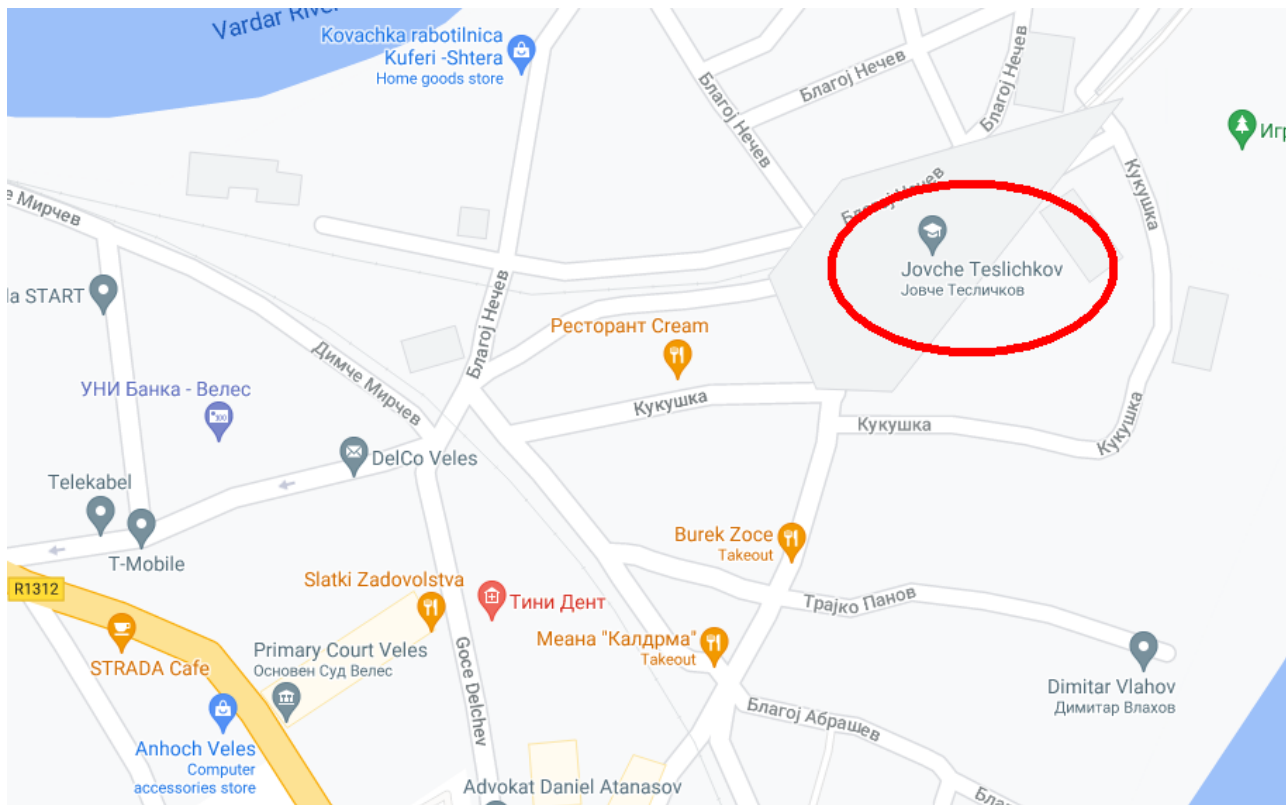 Vardar River
Kovachka rabotilnica
Kuferi -Shtera
Home goods store
Благој Нечев
Благој Нечев
Благој Нечев
Игр
Кукушка
Благој Нечев
е Мирчев
Jovche Teslichkov
Јовче Тесличков
la START
Благој Нечев
Ресторант Cream
Димче Мирчев
УНИ Банка - Велес
Кукушка
Кукушка
Кукушка
DelCo Veles
Telekabel
T-Mobile
Burek Zoce
Takeout
R1312
Slatki Zadovolstva
Тини Дент
Трајко Панов
Меана "Калдрма"
Takeout
STRADA Cafe
Primary Court Veles
Основен Суд Велес
Goce Delchev
Dimitar Vlahov
Димитар Влахов
Благој Абрашев
Anhoch Veles
Computer
accessories store
Advokat Daniel Atanasov
Благ